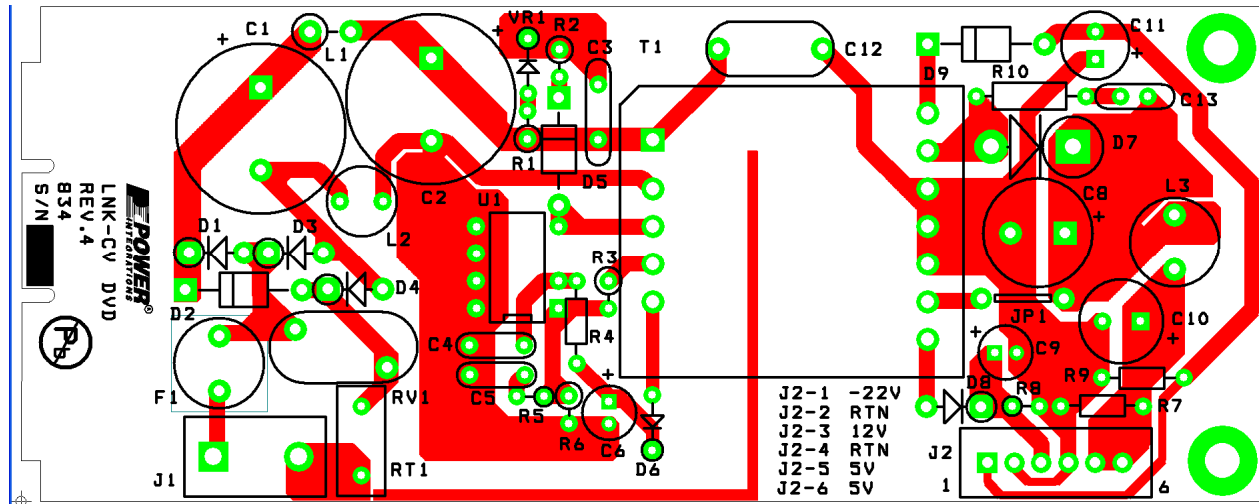 C1
L1
VR1
R2
C3
T1
C12
D9
R10
C11
C13
D7
R1
D5
C2
U1
L2
C8
L3
POWER
INTEGRATIONS
®
LNK-CV DVD
REV.4
834
S/N
Pb
D1
D3
D4
D2
R3
R4
JP1
C10
C9
C4
C5
F1
RV1
R5
R6
C6
D6
D8
R8
R9
R7
J1
RT1
J2
1
6
J2-1 -22V
J2-2 RTN
J2-3 12V
J2-4 RTN
J2-5 5V
J2-6 5V